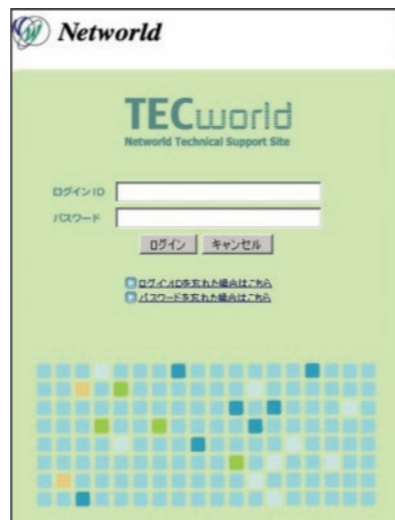 Networld
TECworld
Networld Technical Support Site
ログインID
パスワード
ログイン キャンセル
ログインIDを忘れた場合はこちら
パスワードを忘れた場合はこちら